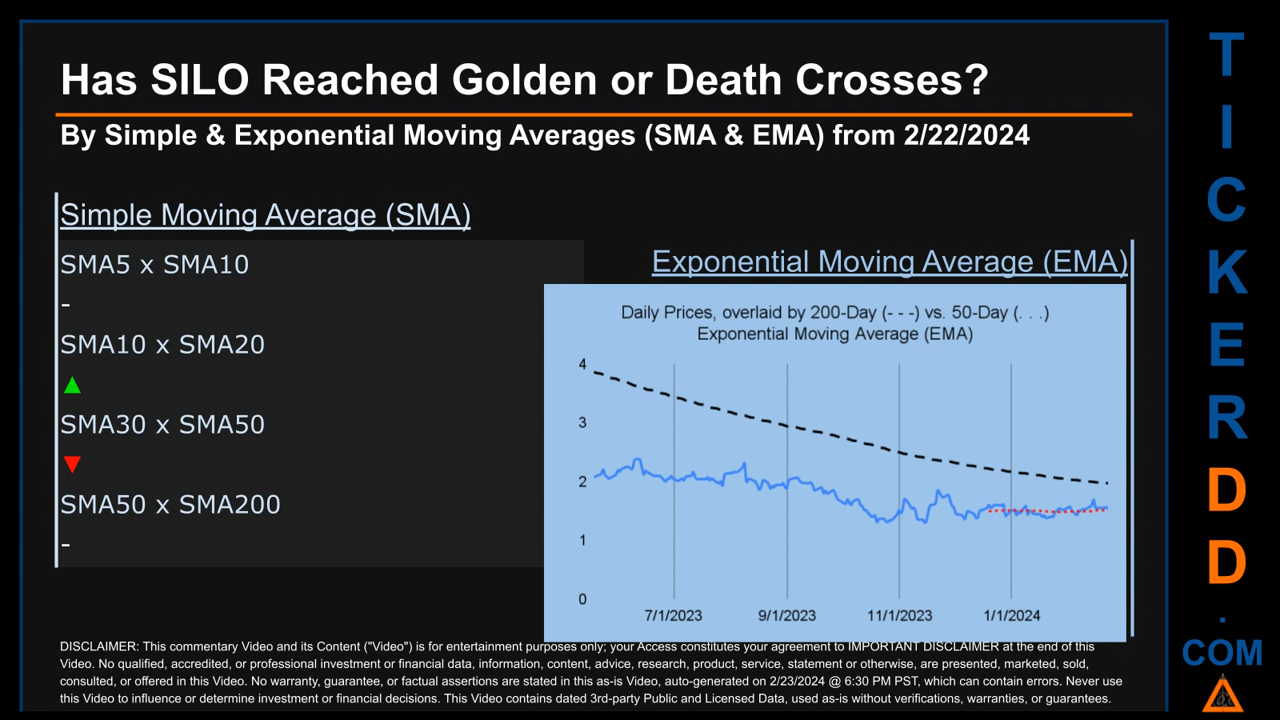 Has SILO Reached Golden or Death Crosses?
By Simple & Exponential Moving Averages (SMA & EMA) from 2/22/2024
Simple Moving Average (SMA)
SMA5 x SMA10
-
SMA10 x SMA20
▲
SMA30 x SMA50
▼
SMA50 x SMA200
-
Exponential Moving Average (EMA)
Daily Prices, overlaid by 200-Day (- - -) vs. 50-Day (. . .)
Exponential Moving Average (EMA)
4
3
2
1
0
7/1/2023 9/1/2023 11/1/2023 1/1/2024
DISCLAIMER: This commentary Video and its Content ("Video") is for entertainment purposes only; your Access constitutes your agreement to IMPORTANT DISCLAIMER at the end of this
Video. No qualified, accredited, or professional investment or financial data, information, content, advice, research, product, service, statement or otherwise, are presented, marketed, sold,
consulted, or offered in this Video. No warranty, guarantee, or factual assertions are stated in this as-is Video, auto-generated on 2/23/2024 @ 6:30 PM PST, which can contain errors. Never use
this Video to influence or determine investment or financial decisions. This Video contains dated 3rd-party Public and Licensed Data, used as-is without verifications, warranties, or guarantees.
T
I
C
K
E
R
D
D
.
COM